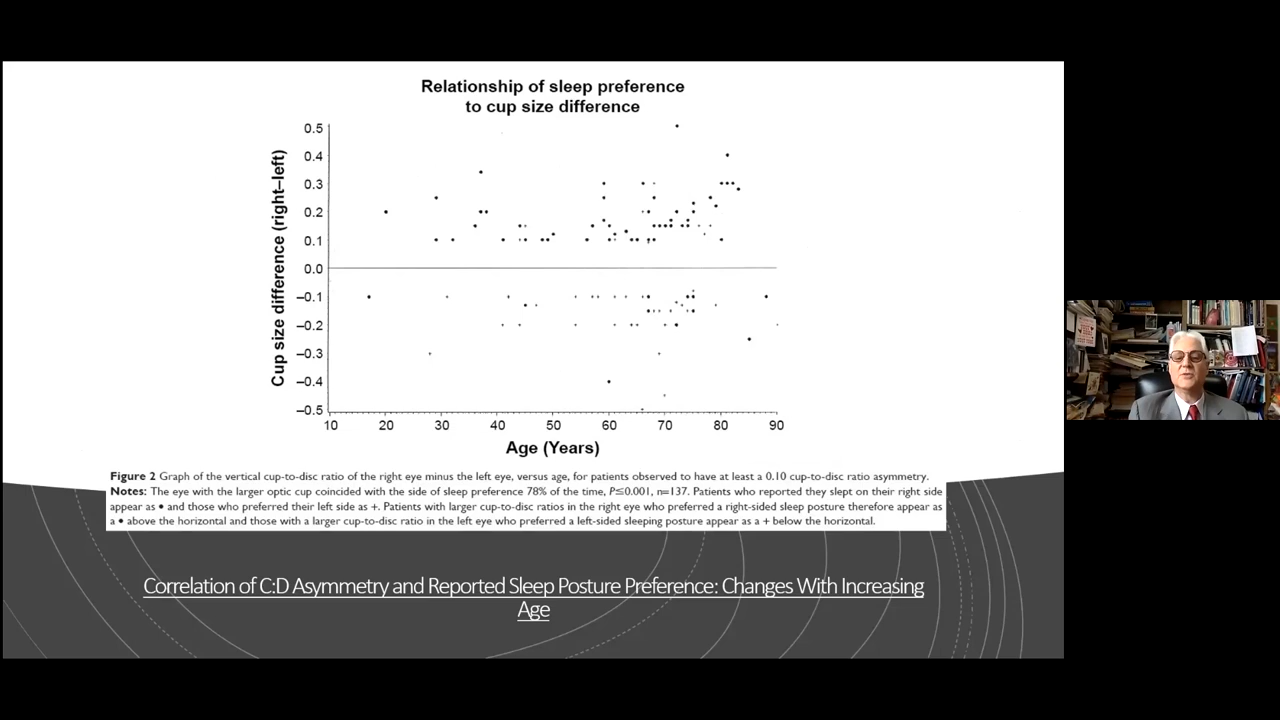 Relationship of sleep preference
to cup size difference
Cup size difference (right–left)
0.5
0.4
0.3
0.2
0.1
0.0
–0.1
–0.2
–0.3
–0.4
–0.5
10 20 30 40 50 60 70 80 90
Age (Years)
Figure 2 Graph of the vertical cup-to-disc ratio of the right eye minus the left eye, versus age, for patients observed to have at least a 0.10 cup-to-disc ratio asymmetry.
Notes: The eye with the larger optic cup coincided with the side of sleep preference 78% of the time, P≤0.001, n=137. Patients who reported they slept on their right side
appear as • and those who preferred their left side as +. Patients with larger cup-to-disc ratios in the right eye who preferred a right-sided sleep posture therefore appear as
a • above the horizontal and those with a larger cup-to-disc ratio in the left eye who preferred a left-sided sleeping posture appear as a + below the horizontal.
Correlation of C:D Asymmetry and Reported Sleep Posture Preference: Changes With Increasing
Age